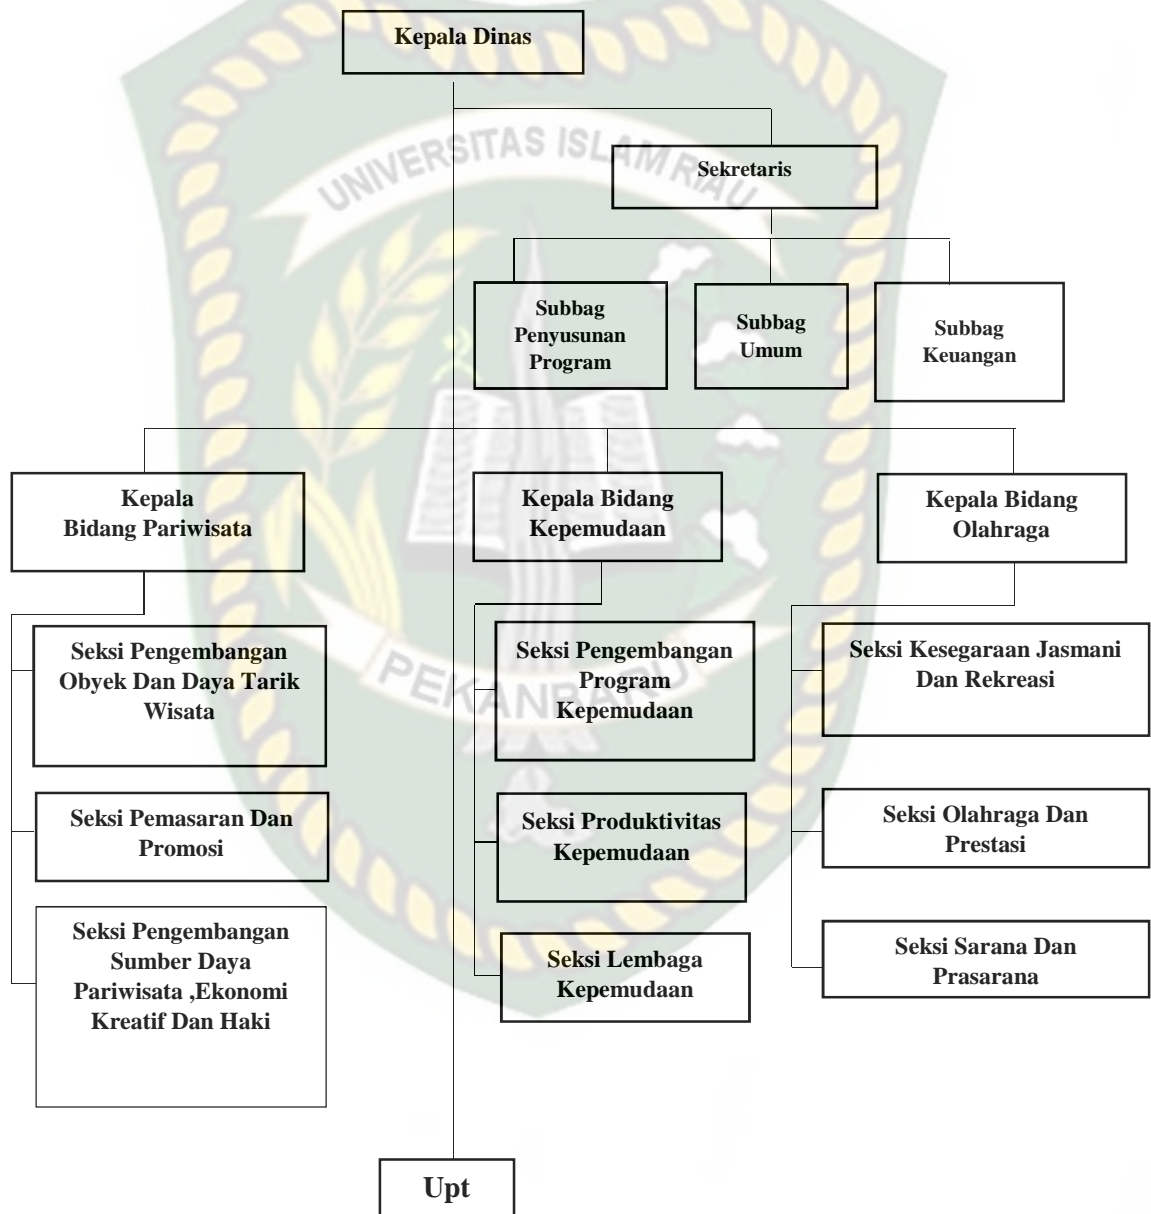 Kepala Dinas
UNIVERSITAS ISLAM RIAU
Sekretaris
Subbag
Penyusunan
Program
Subbag
Umum
Subbag
Keuangan
Kepala
Bidang Pariwisata
Kepala Bidang
Kepemudaan
Kepala Bidang
Olahraga
Seksi Pengembangan
Obyek Dan Daya Tarik
Wisata
Seksi Pemasaran Dan
Promosi
Seksi Pengembangan
Sumber Daya
Pariwisata ,Ekonomi
Kreatif Dan Haki
Seksi Pengembangan
Program
Kepemudaan
Seksi Produktivitas
Kepemudaan
Seksi Lembaga
Kepemudaan
Seksi Kesegaraan Jasmani
Dan Rekreasi
Seksi Olahraga Dan
Prestasi
Seksi Sarana Dan
Prasarana
PEKANBARU
Upt